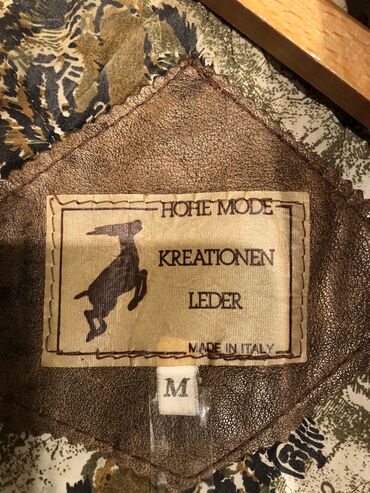 HOHE MODE
KREATIONEN
LEDER
MADE IN ITALY
M